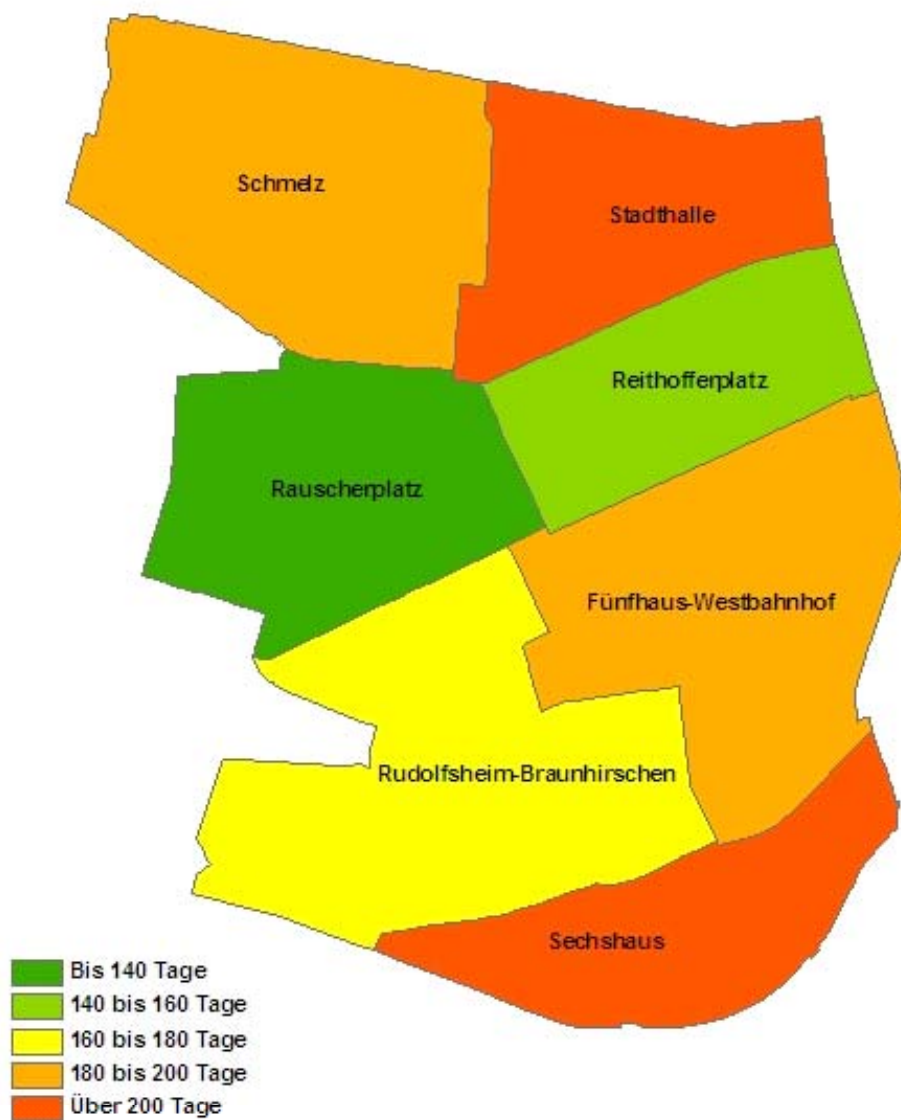 Schmelz
Stadthalle
Reithofferplatz
Rauscherplatz
Fünfhaus-Westbahnhof
Rudolfsheim-Braunhirschen
Sechshaus
Bis 140 Tage
140 bis 160 Tage
160 bis 180 Tage
180 bis 200 Tage
Über 200 Tage